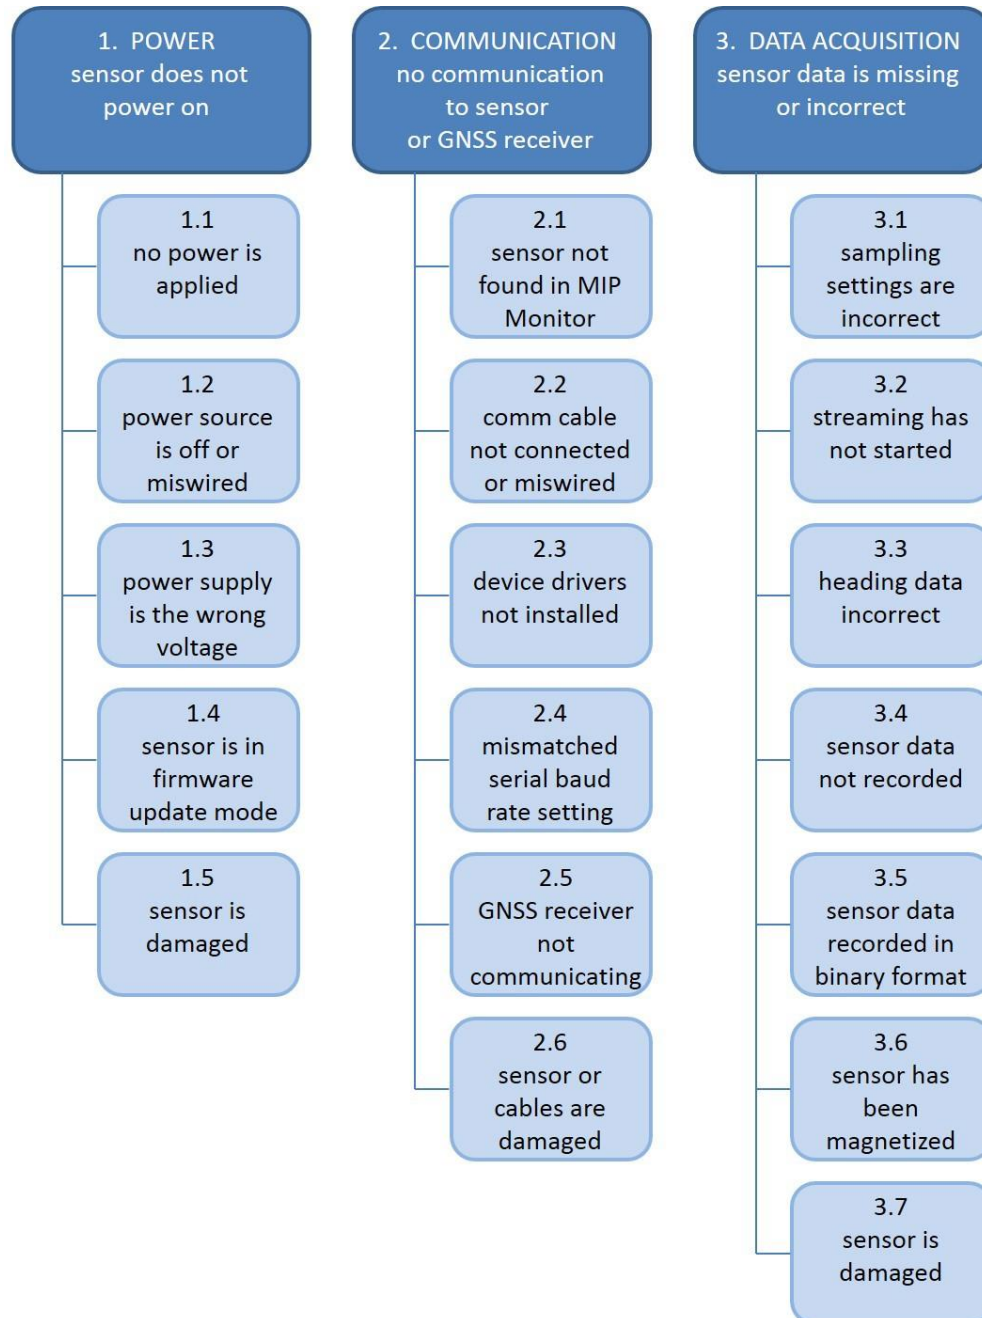 1. POWER
sensor does not
power on
1.1
no power is
applied
1.2
power source
is off or
miswired
1.3
power supply
is the wrong
voltage
1.4
sensor is in
firmware
update mode
1.5
sensor is
damaged
2. COMMUNICATION
no communication
to sensor
or GNSS receiver
2.1
sensor not
found in MIP
Monitor
2.2
comm cable
not connected
or miswired
2.3
device drivers
not installed
2.4
mismatched
serial baud
rate setting
2.5
GNSS receiver
not
communicating
2.6
sensor or
cables are
damaged
3. DATA ACQUISITION
sensor data is missing
or incorrect
3.1
sampling
settings are
incorrect
3.2
streaming has
not started
3.3
heading data
incorrect
3.4
sensor data
not recorded
3.5
sensor data
recorded in
binary format
3.6
sensor has
been
magnetized
3.7
sensor is
damaged